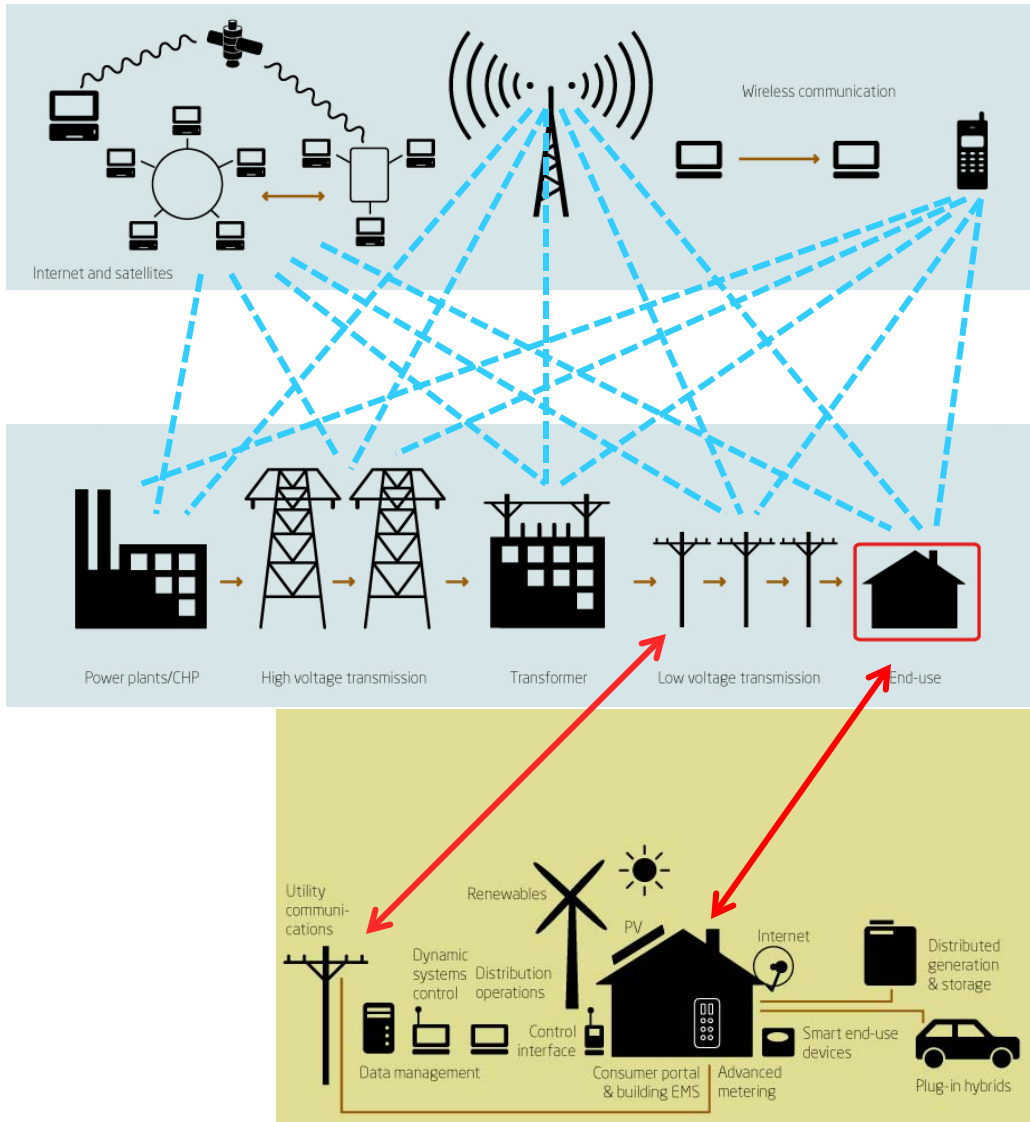 Wireless communication
Internet and satellites
Power plants/CHP
High voltage transmission
Transformer
Low voltage transmission
End-use
Utility
communi-
cations
Renewables
PV
Internet
Distributed
generation
& storage
Dynamic
systems
control
Distribution
operations
Control
interface
Smart end-use
devices
Data management
Consumer portal
& building EMS
Advanced
metering
Plug-in hybrids